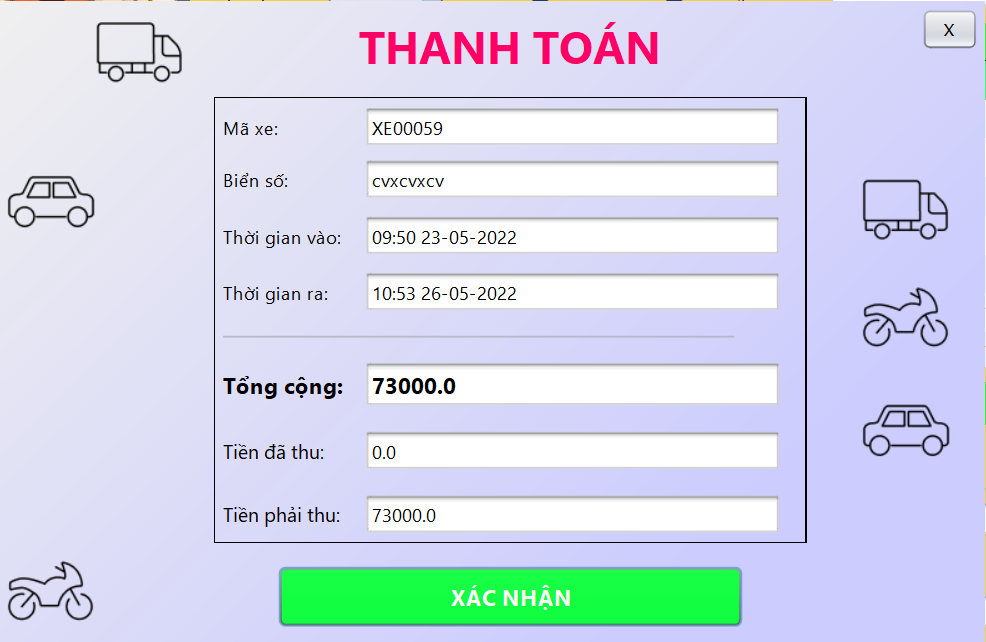 THANH TOÁN
X
Mã xe: XE00059
Biển số: cvxcvxcv
Thời gian vào: 09:50 23-05-2022
Thời gian ra: 10:53 26-05-2022
Tổng cộng: 73000.0
Tiền đã thu: 0.0
Tiền phải thu: 73000.0
XÁC NHẬN